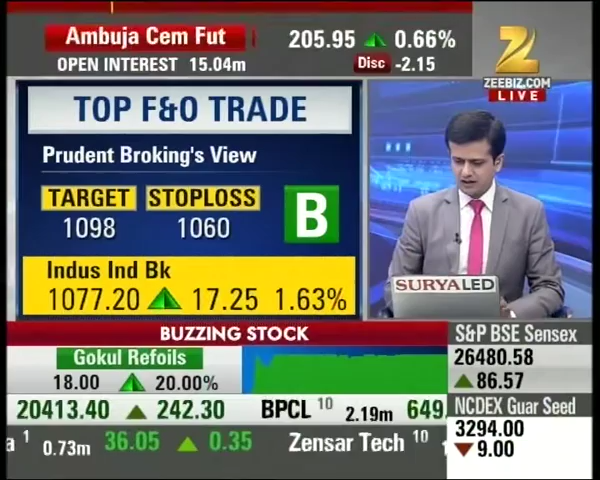 Ambuja Cem Fut 205.95 0.66%
OPEN INTEREST 15.04m Disc -2.15
Z
ZEEBIZ.COM
LIVE
TOP F&O TRADE
Prudent Broking's View
TARGET STOPLOSS
1098 1060
B
Indus Ind Bk
1077.20 17.25 1.63%
SURYA LED
BUZZING STOCK
Gokul Refoils
18.00 20.00%
S&P BSE Sensex
26480.58
86.57
20413.40 242.30 BPCL 10 2.19m 649
NCDEX Guar Seed
3294.00
9.00
a 1 0.73m 36.05 0.35 Zensar Tech 10